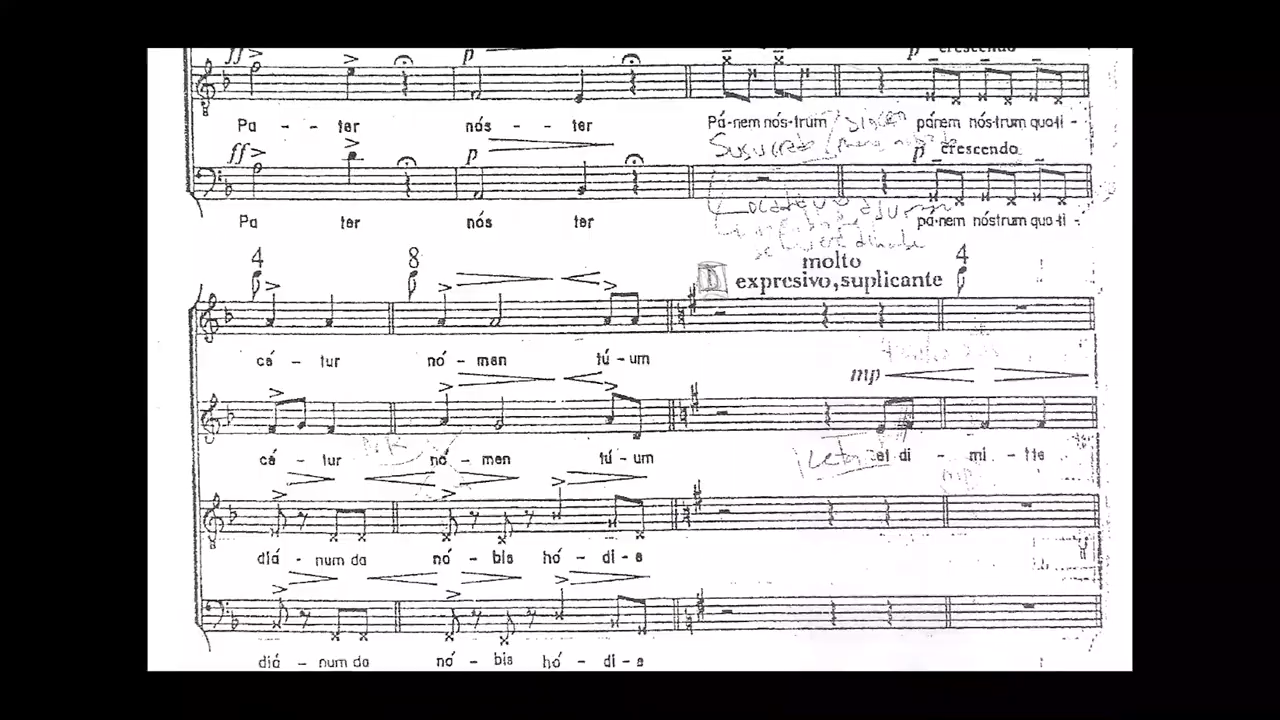 ff p p crescendo
Pa - - ter nós - - ter Pá-nem nós-trum pánem nós-trum quo-ti -
Susurrado
ff p p crescendo
Pa ter nós ter pá-nem nóstrum quo-ti -
4 8 D molto 4
expresivo, suplicante
cé - tur nó - men tú - um
mp
cé - tur nó - men tú - um et di - mi - tte
diá - num da nó - bis hó - di - e
diá - num da nó - bis hó - di - e